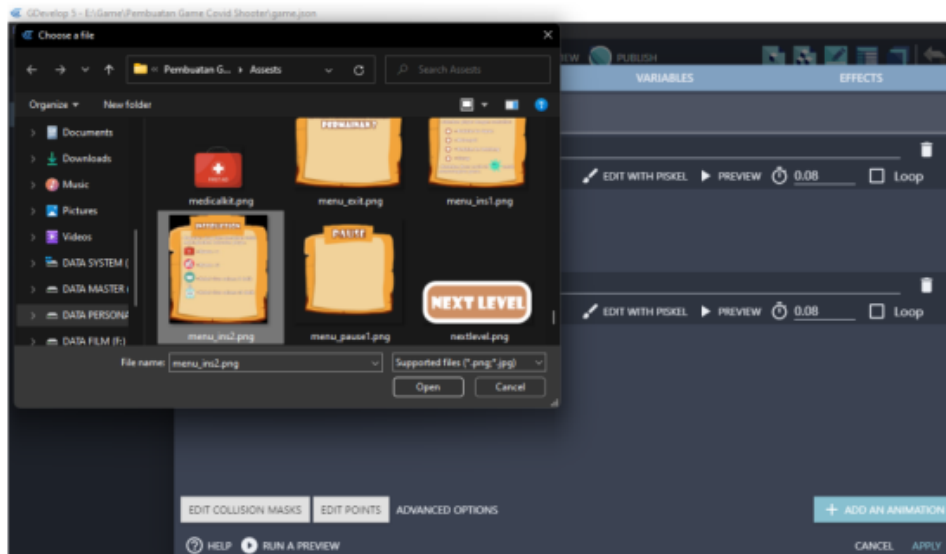 GDevelop 5 - E:\Game\Pembuatan Game Covid Shooter\game.json
Choose a file
PUBLISH
Pembuatan G... > Assests
Search Assests
VARIABLES
EFFECTS
Organize
New folder
Documents
Downloads
Music
Pictures
Videos
DATA SYSTEM (
DATA MASTER
DATA PERSONA
DATA FILM (F:)
PERMAINAN?
medicalkit.png
menu_exit.png
menu_ins1.png
PAUSE
NEXT LEVEL
menu_ins2.png
menu_pause1.png
nextlevel.png
EDIT WITH PISKEL
PREVIEW
0.08
Loop
EDIT WITH PISKEL
PREVIEW
0.08
Loop
File name:
menu_ins2.png
Supported files (*.png;*.jpg)
Open
Cancel
EDIT COLLISION MASKS
EDIT POINTS
ADVANCED OPTIONS
+ ADD AN ANIMATION
HELP
RUN A PREVIEW
CANCEL
APPLY